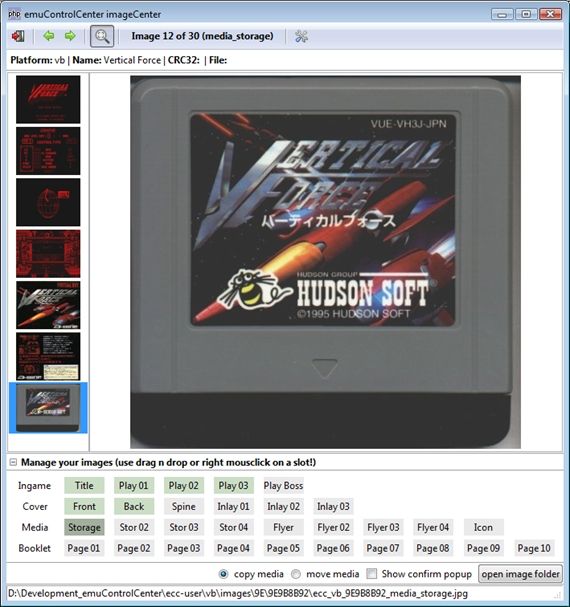 php emuControlCenter imageCenter
Image 12 of 30 (media_storage)
Platform: vb | Name: Vertical Force | CRC32: | File:
VUE-VH3J-JPN
VERTICAL
FORCE
バーティカルフォース
HUDSON GROUP
HUDSON SOFT
©1995 HUDSON SOFT
Manage your images (use drag n drop or right mousclick on a slot!)
Ingame Title Play 01 Play 02 Play 03 Play Boss
Cover Front Back Spine Inlay 01 Inlay 02 Inlay 03
Media Storage Stor 02 Stor 03 Stor 04 Flyer Flyer 02 Flyer 03 Flyer 04 Icon
Booklet Page 01 Page 02 Page 03 Page 04 Page 05 Page 06 Page 07 Page 08 Page 09 Page 10
copy media move media Show confirm popup open image folder
D:\Development_emuControlCenter\ecc-user\vb\images\9E\9E9B8B92\ecc_vb_9E9B8B92_media_storage.jpg